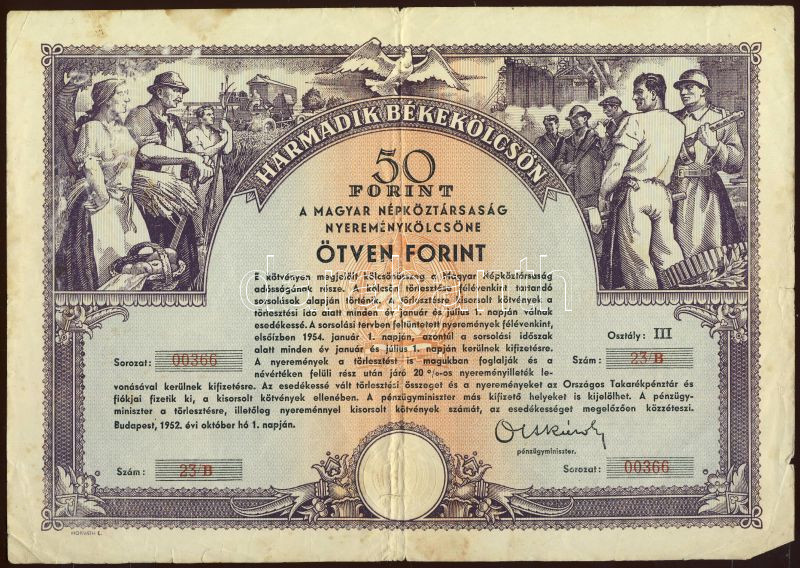 HARMADIK BÉKEKÖLCSÖN
50
FORINT
A MAGYAR NÉPKÖZTÁRSASÁG
NYEREMÉNYKÖLCSÖNE
ÖTVEN FORINT
E kötvényen megjelölt kölcsönösszeg a Magyar Népköztársaság
adósságának része. A kölcsön törlesztése félévenkint tartandó
sorsolások alapján történik. A törlesztésre kisorsolt kötvények a
törlesztési idő alatt minden év január és július 1. napján válnak
esedékessé. A sorsolási tervben feltüntetett nyeremények félévenkint,
elsőízben 1954. január 1. napján, azontúl a sorsolási időszak
alatt minden év január és július 1. napján kerülnek kifizetésre.
Osztály: III
A nyeremények a törlesztést is magukban foglalják és a
Sorozat: 00366
Szám: 23/B
névértéken felüli rész után járó 20 %-os nyereményilleték le-
vonásával kerülnek kifizetésre. Az esedékessé vált törlesztési összeget és a nyereményeket az Országos Takarékpénztár és
fiókjai fizetik ki, a kisorsolt kötvények ellenében. A pénzügyminiszter más kifizető helyeket is kijelölhet. A pénzügy-
miniszter a törlesztésre, illetőleg nyereménnyel kisorsolt kötvények számát, az esedékességet megelőzően közzéteszi.
Budapest, 1952. évi október hó 1. napján.
Olt Károly
pénzügyminiszter.
Szám: 23/B
Sorozat: 00366
HORVÁTH E.